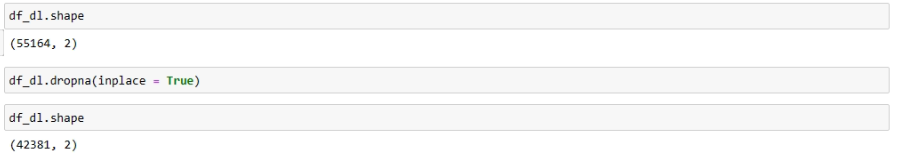 df_dl.shape
(55164, 2)
df_dl.dropna(inplace = True)
df_dl.shape
(42381, 2)